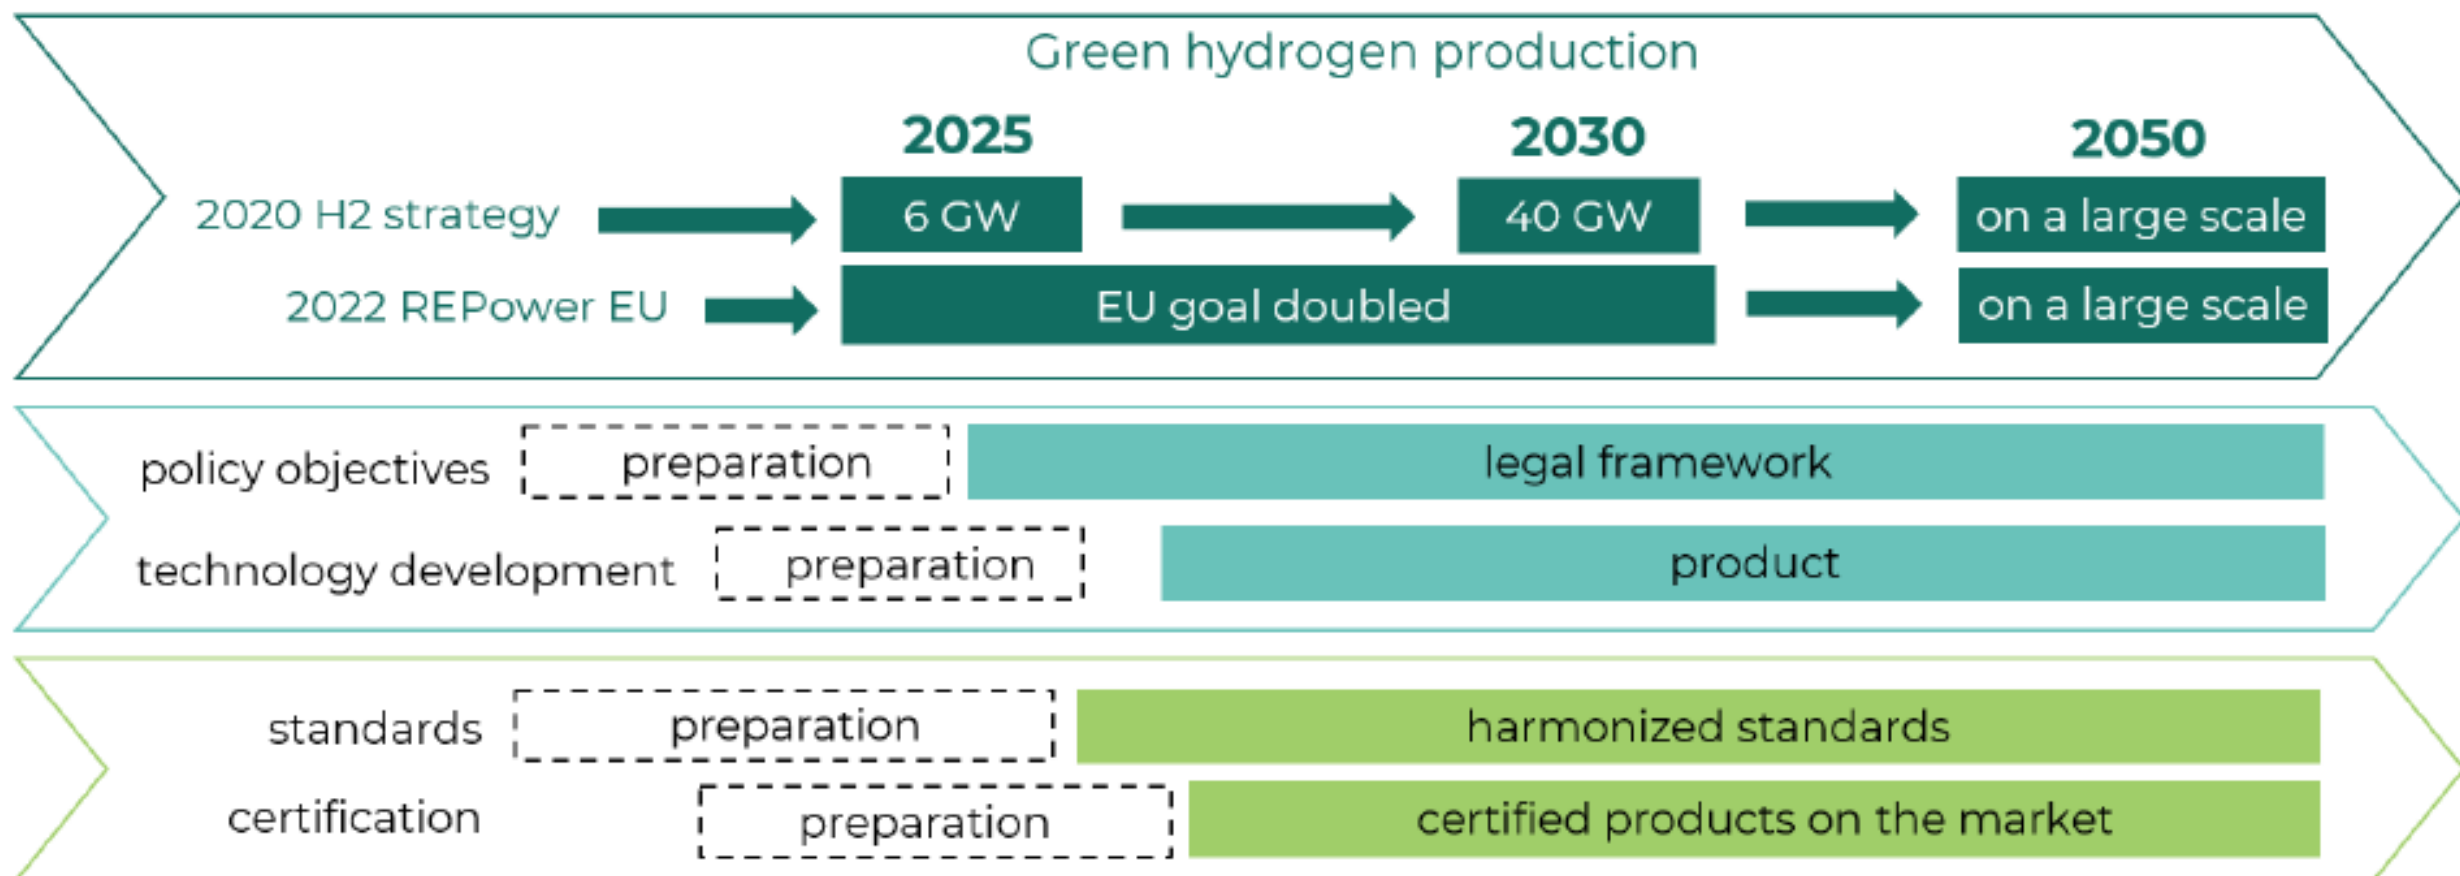 Green hydrogen production
2025 2030 2050
2020 H2 strategy 6 GW 40 GW on a large scale
2022 REPower EU EU goal doubled on a large scale
policy objectives preparation legal framework
technology development preparation product
standards preparation harmonized standards
certification preparation certified products on the market